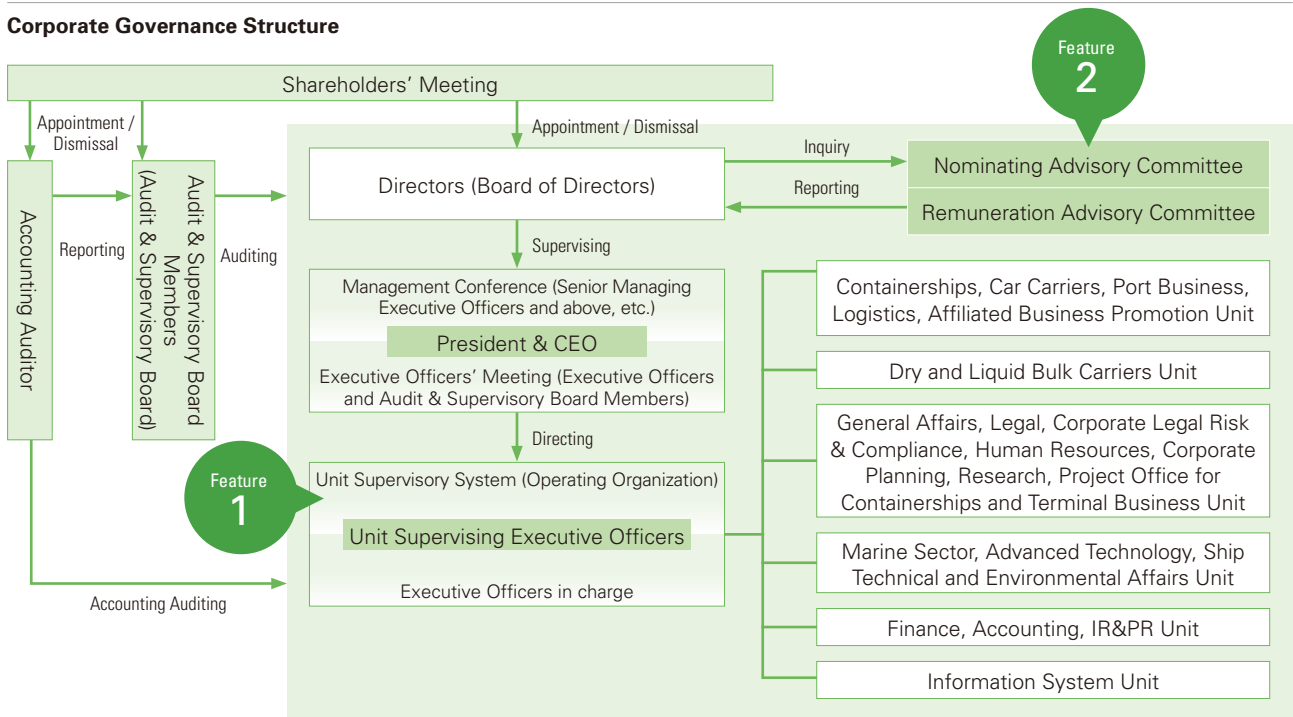 Corporate Governance Structure
Feature
2
Shareholders’ Meeting
Appointment /
Dismissal
Appointment / Dismissal
Accounting Auditor
Reporting
Audit & Supervisory Board
Members
(Audit & Supervisory Board)
Auditing
Directors (Board of Directors)
Inquiry
Reporting
Nominating Advisory Committee
Remuneration Advisory Committee
Supervising
Management Conference (Senior Managing
Executive Officers and above, etc.)
President & CEO
Executive Officers’ Meeting (Executive Officers
and Audit & Supervisory Board Members)
Directing
Feature
1
Unit Supervisory System (Operating Organization)
Unit Supervising Executive Officers
Executive Officers in charge
Accounting Auditing
Containerships, Car Carriers, Port Business,
Logistics, Affiliated Business Promotion Unit
Dry and Liquid Bulk Carriers Unit
General Affairs, Legal, Corporate Legal Risk
& Compliance, Human Resources, Corporate
Planning, Research, Project Office for
Containerships and Terminal Business Unit
Marine Sector, Advanced Technology, Ship
Technical and Environmental Affairs Unit
Finance, Accounting, IR&PR Unit
Information System Unit